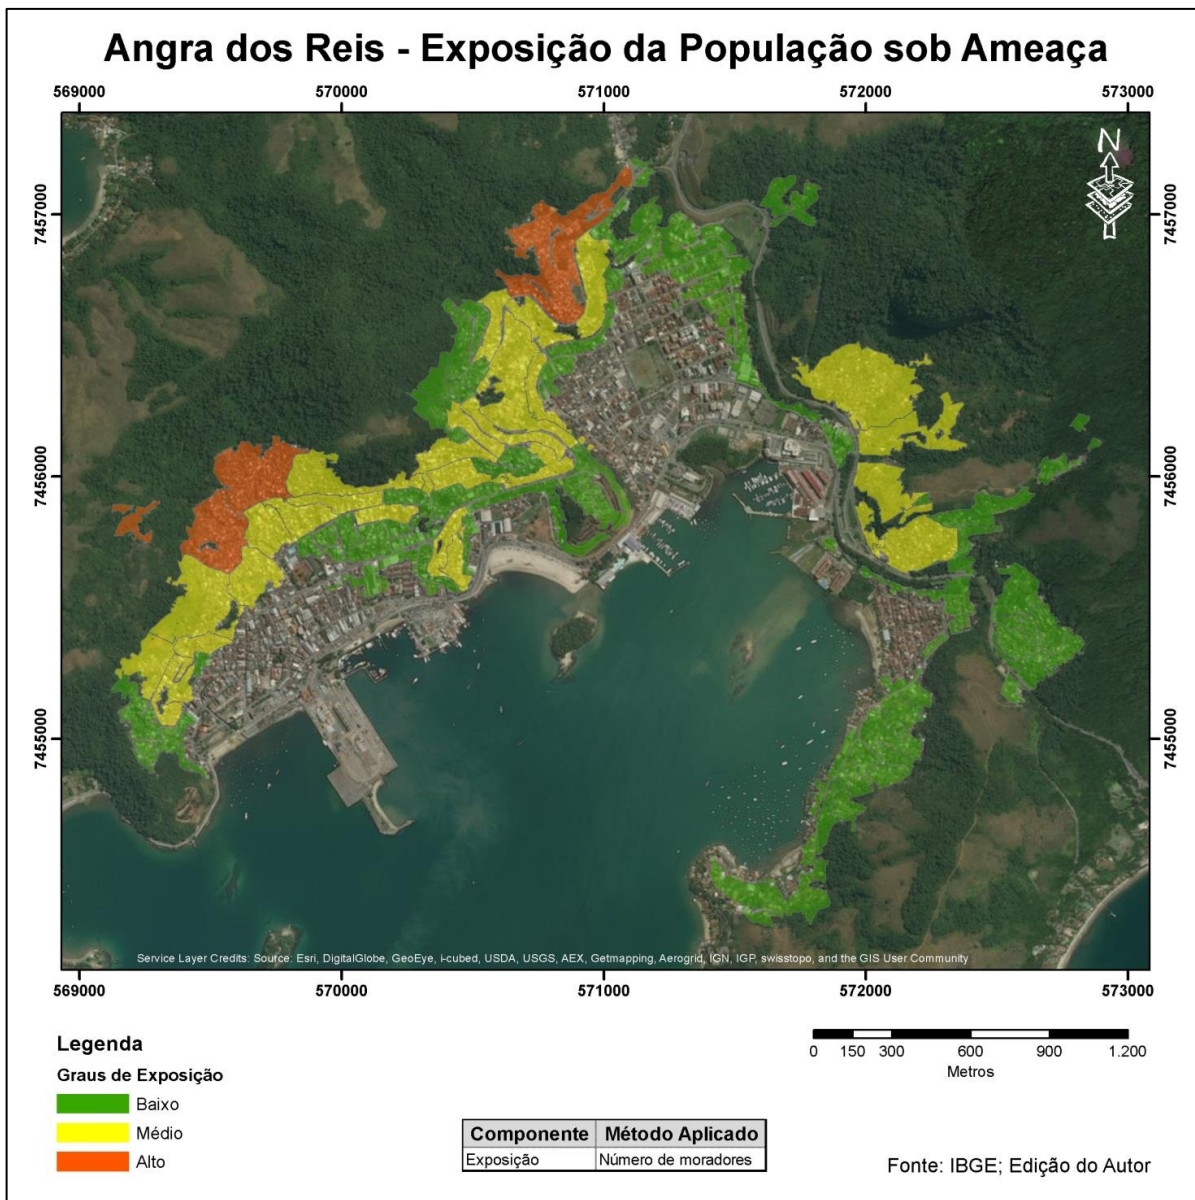 Angra dos Reis - Exposição da População sob Ameaça
569000 570000 571000 572000 573000
7457000 7457000
7456000 7456000
7455000 7455000
N
Service Layer Credits: Source: Esri, DigitalGlobe, GeoEye, i-cubed, USDA, USGS, AEX, Getmapping, Aerogrid, IGN, IGP, swisstopo, and the GIS User Community
569000 570000 571000 572000 573000
Legenda
Graus de Exposição
Baixo
Médio
Alto
0 150 300 600 900 1.200
Metros
Componente Método Aplicado
Exposição Número de moradores
Fonte: IBGE; Edição do Autor